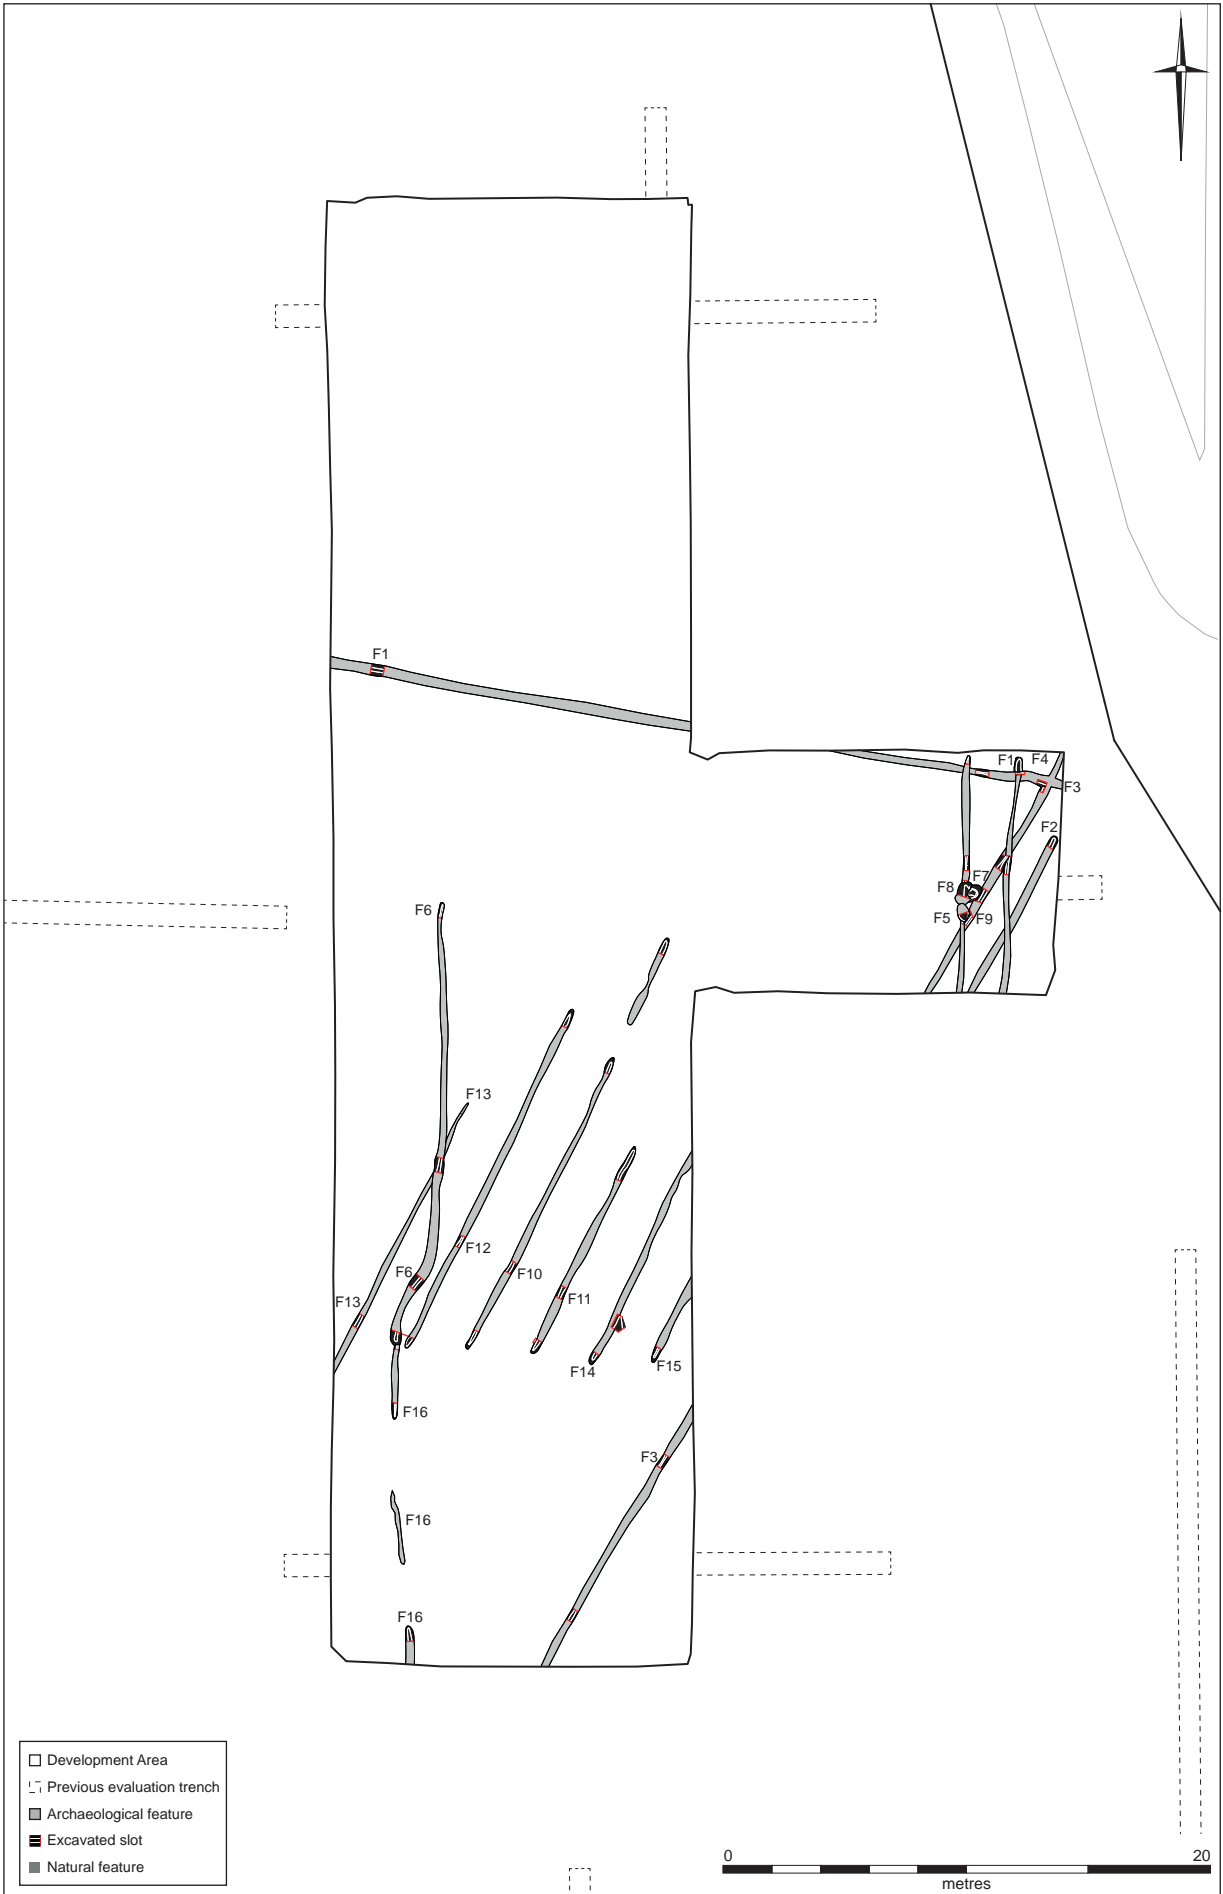 F1
F1 F4
F3
F2
F7
F8
F5 F9
F6
F13
F12
F6 F10
F11
F13
F14 F15
F16
F3
F16
F16
Development Area
Previous evaluation trench
Archaeological feature
Excavated slot
Natural feature
0 20
metres